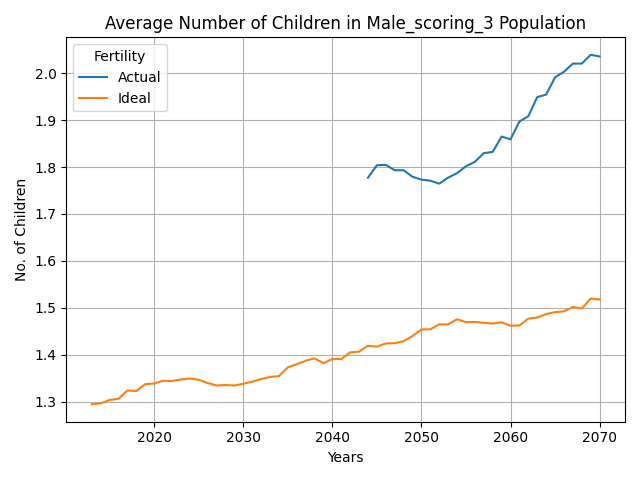 Average Number of Children in Male_scoring_3 Population
Fertility
Actual
Ideal
No. of Children
2.0
1.9
1.8
1.7
1.6
1.5
1.4
1.3
2020 2030 2040 2050 2060 2070
Years